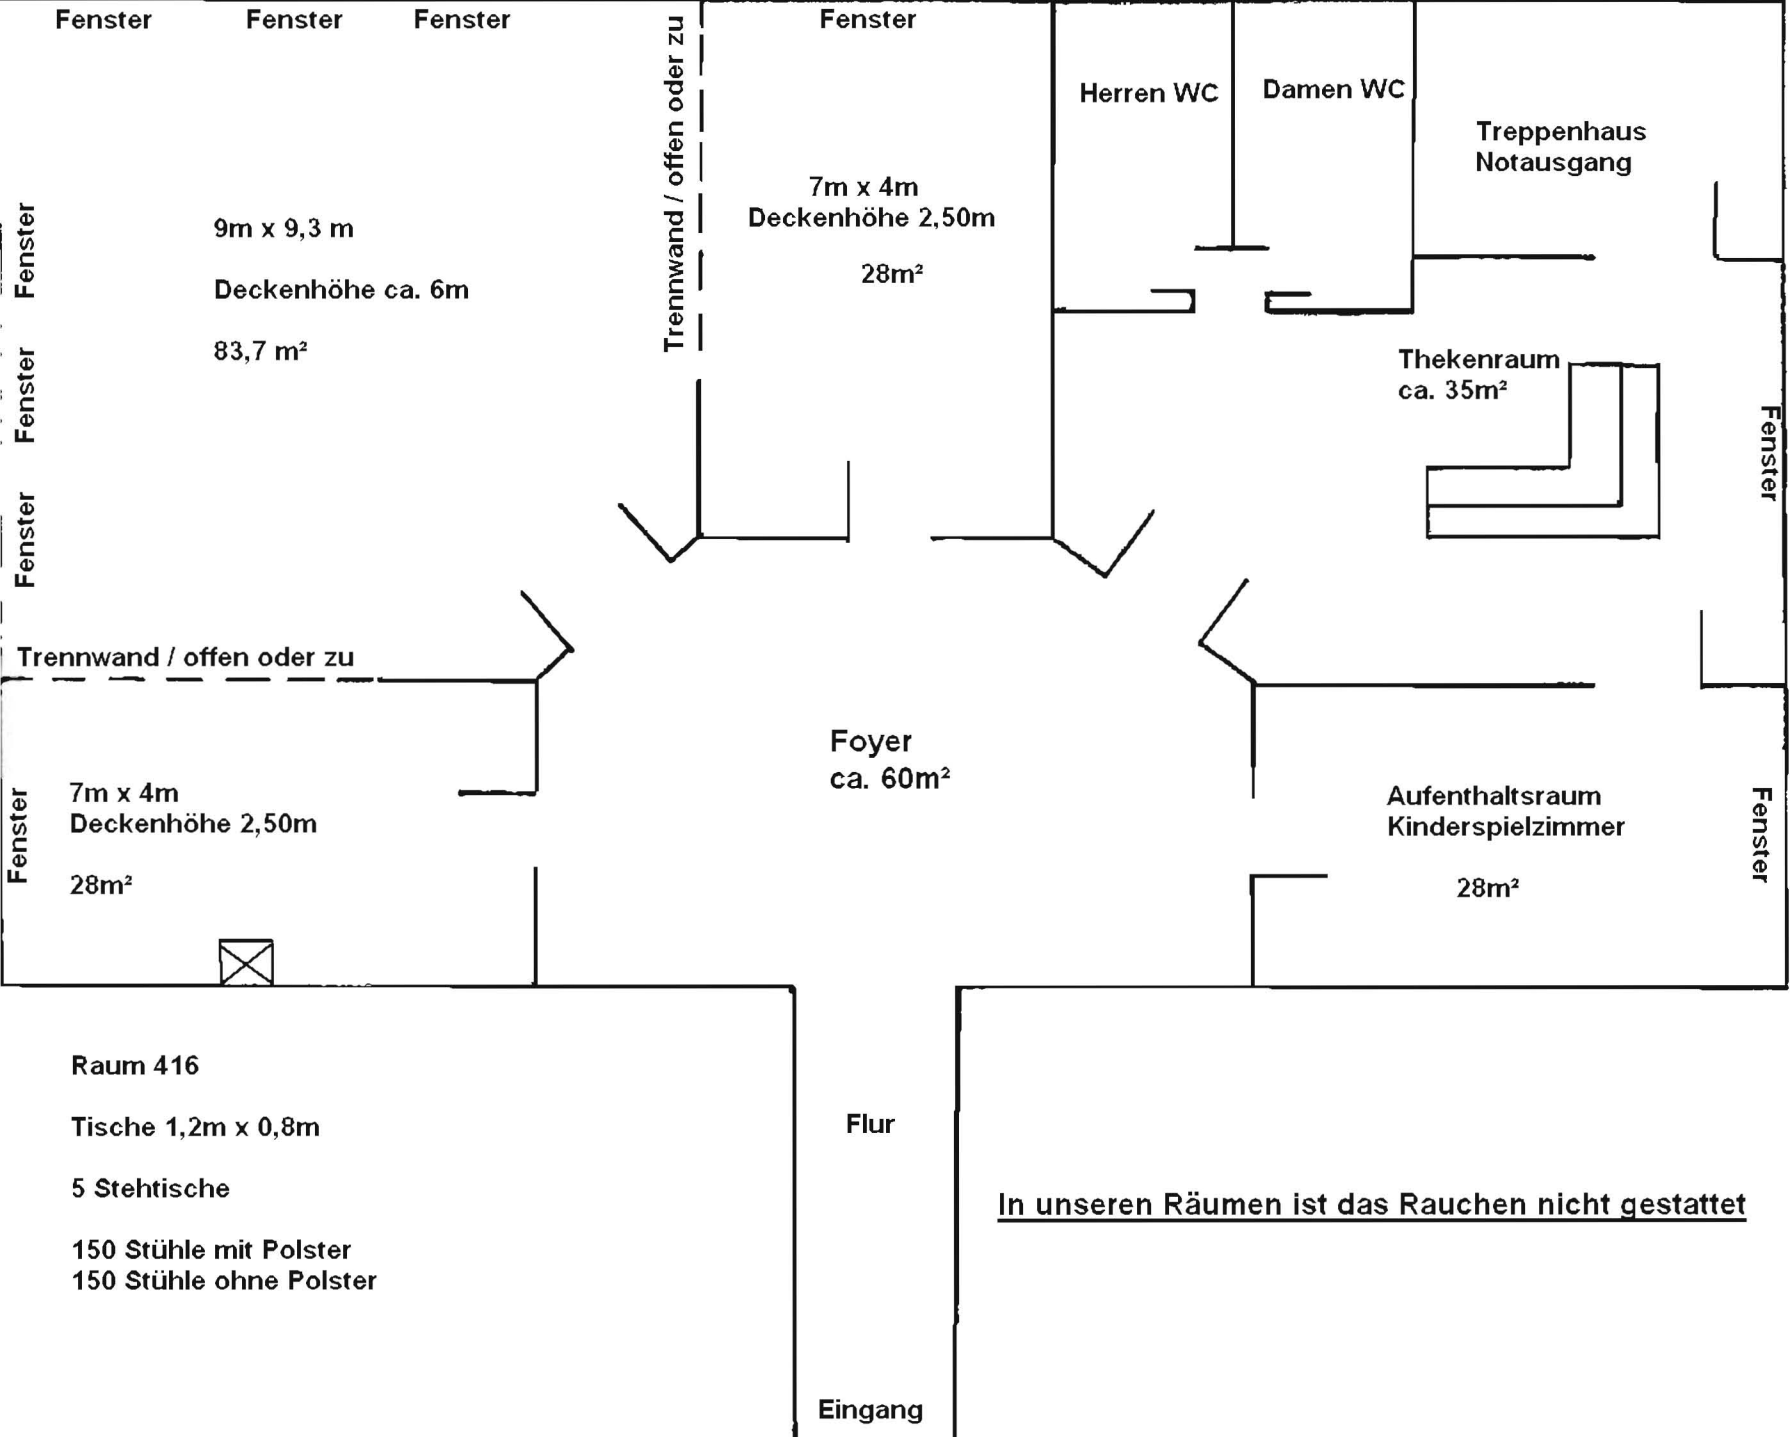 Fenster
Fenster
Fenster
Fenster
Trennwand / offen oder zu
Herren WC
Damen WC
Treppenhaus
Notausgang
7m x 4m
Deckenhöhe 2,50m
28m²
9m x 9,3 m
Deckenhöhe ca. 6m
83,7 m²
Fenster
Fenster
Fenster
Thekenraum
ca. 35m²
Fenster
Trennwand / offen oder zu
Foyer
ca. 60m²
Fenster
7m x 4m
Deckenhöhe 2,50m
28m²
Aufenthaltsraum
Kinderspielzimmer
28m²
Fenster
Raum 416
Tische 1,2m x 0,8m
5 Stehtische
150 Stühle mit Polster
150 Stühle ohne Polster
Flur
In unseren Räumen ist das Rauchen nicht gestattet
Eingang